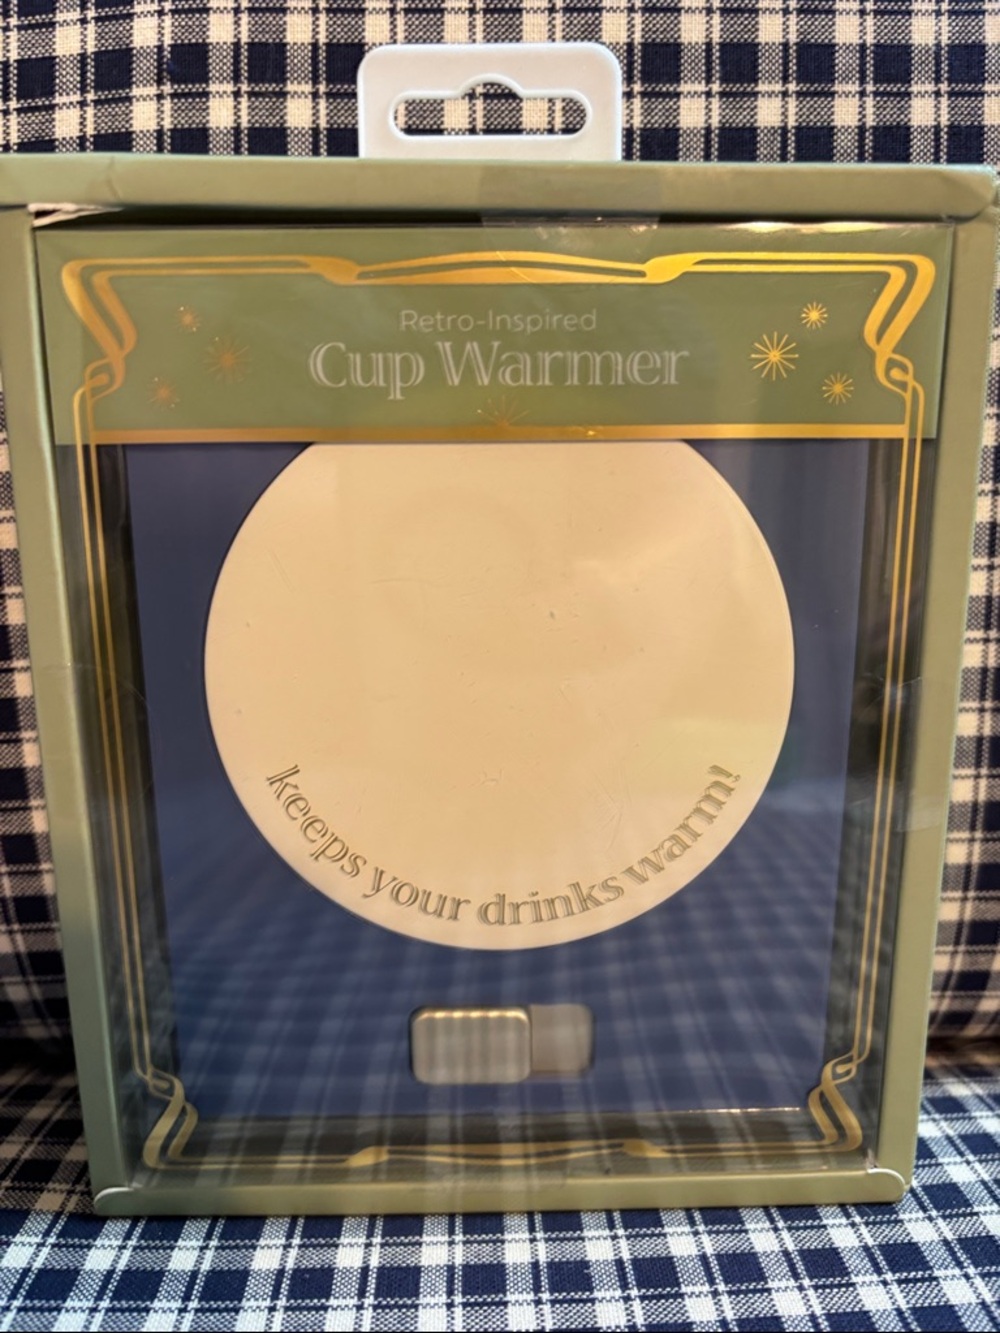 Retro-Inspired
Cup Warmer
keeps your drinks warm!